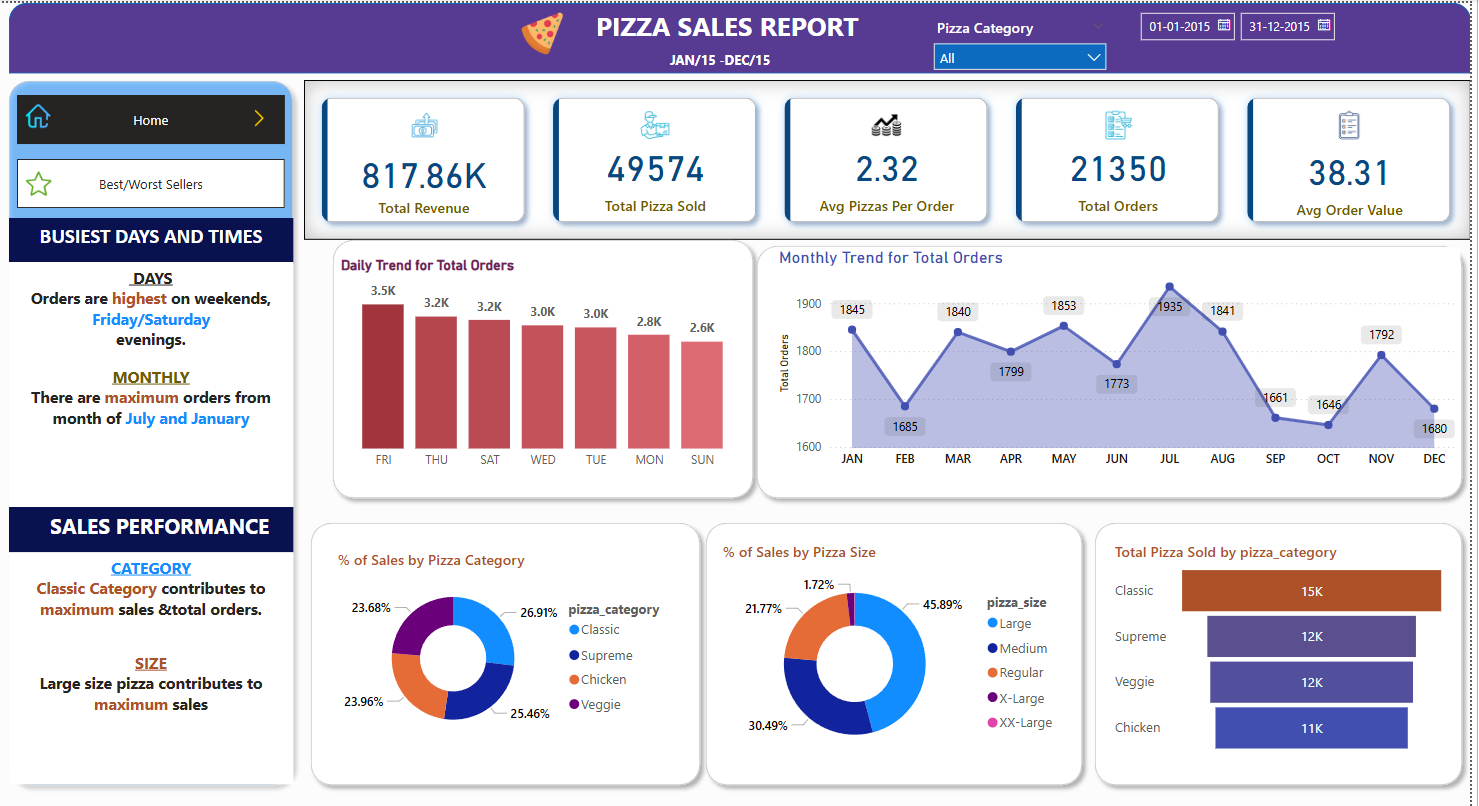 PIZZA SALES REPORT
JAN/15 -DEC/15
Pizza Category
All
01-01-2015
31-12-2015
Home
Best/Worst Sellers
BUSIEST DAYS AND TIMES
DAYS
Orders are highest on weekends,
Friday/Saturday
evenings.
MONTHLY
There are maximum orders from
month of July and January
SALES PERFORMANCE
CATEGORY
Classic Category contributes to
maximum sales &total orders.
SIZE
Large size pizza contributes to
maximum sales
817.86K
Total Revenue
49574
Total Pizza Sold
2.32
Avg Pizzas Per Order
21350
Total Orders
38.31
Avg Order Value
Daily Trend for Total Orders
3.5K
3.2K
3.2K
3.0K
3.0K
2.8K
2.6K
FRI
THU
SAT
WED
TUE
MON
SUN
Monthly Trend for Total Orders
Total Orders
1900
1800
1700
1600
1845
1685
1840
1799
1853
1773
1935
1841
1661
1646
1792
1680
JAN
FEB
MAR
APR
MAY
JUN
JUL
AUG
SEP
OCT
NOV
DEC
% of Sales by Pizza Category
23.68%
26.91%
23.96%
25.46%
pizza_category
Classic
Supreme
Chicken
Veggie
% of Sales by Pizza Size
1.72%
21.77%
45.89%
30.49%
pizza_size
Large
Medium
Regular
X-Large
XX-Large
Total Pizza Sold by pizza_category
Classic
15K
Supreme
12K
Veggie
12K
Chicken
11K